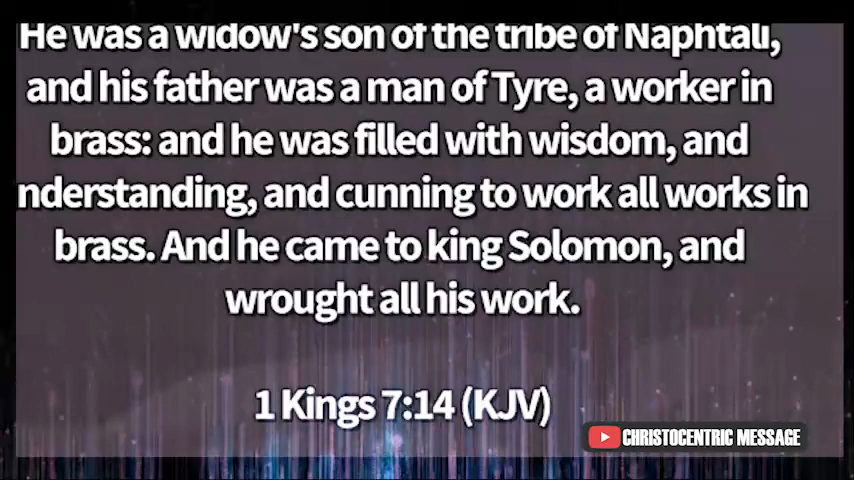 He was a widow's son of the tribe of Naphtali,
and his father was a man of Tyre, a worker in
brass: and he was filled with wisdom, and
nderstanding, and cunning to work all works in
brass. And he came to king Solomon, and
wrought all his work.
1 Kings 7:14 (KJV)
CHRISTOCENTRIC MESSAGE